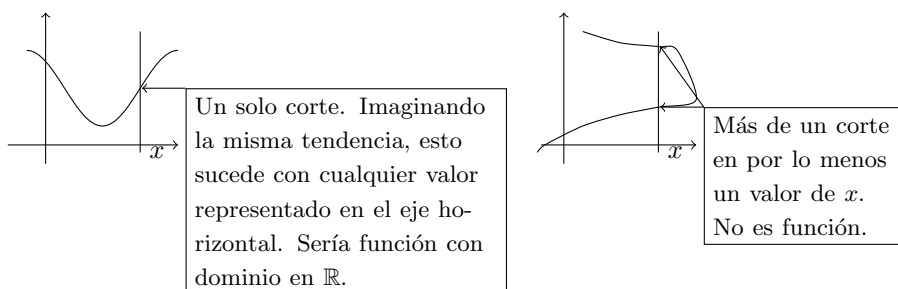 x
Un solo corte. Imaginando
la misma tendencia, esto
sucede con cualquier valor
representado en el eje ho-
rizontal. Sería función con
dominio en ℝ.
x
Más de un corte
en por lo menos
un valor de x.
No es función.